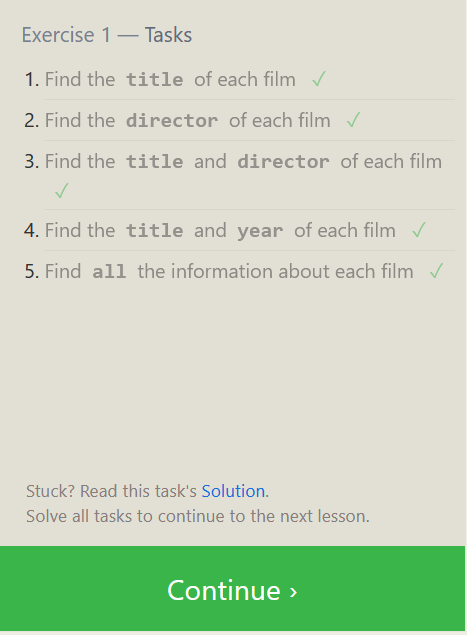 Exercise 1 — Tasks
1. Find the title of each film ✓
2. Find the director of each film ✓
3. Find the title and director of each film
✓
4. Find the title and year of each film ✓
5. Find all the information about each film ✓
Stuck? Read this task's Solution.
Solve all tasks to continue to the next lesson.
Continue ›